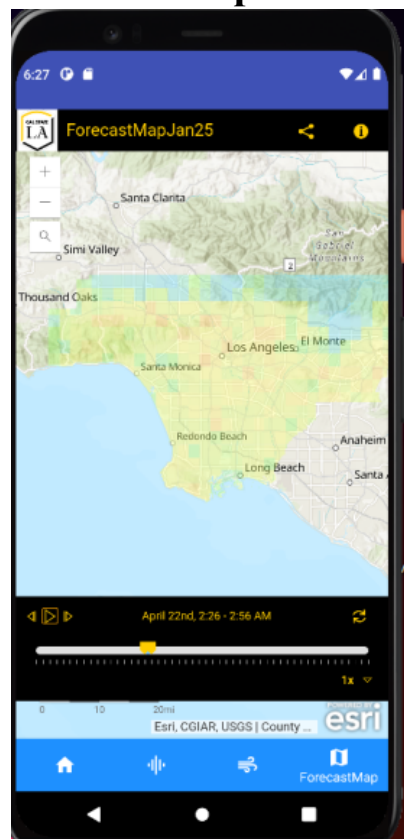 6:27
CAL STATE
LA
ForecastMapJan25
Santa Clarita
San
Gabriel
Mountains
2
Simi Valley
Thousand Oaks
Los Angeles
El Monte
Santa Monica
Redondo Beach
Anaheim
Long Beach
Santa
April 22nd, 2:26 - 2:56 AM
1x
0 10 20mi
POWERED BY
esri
Esri, CGIAR, USGS | County ...
ForecastMap